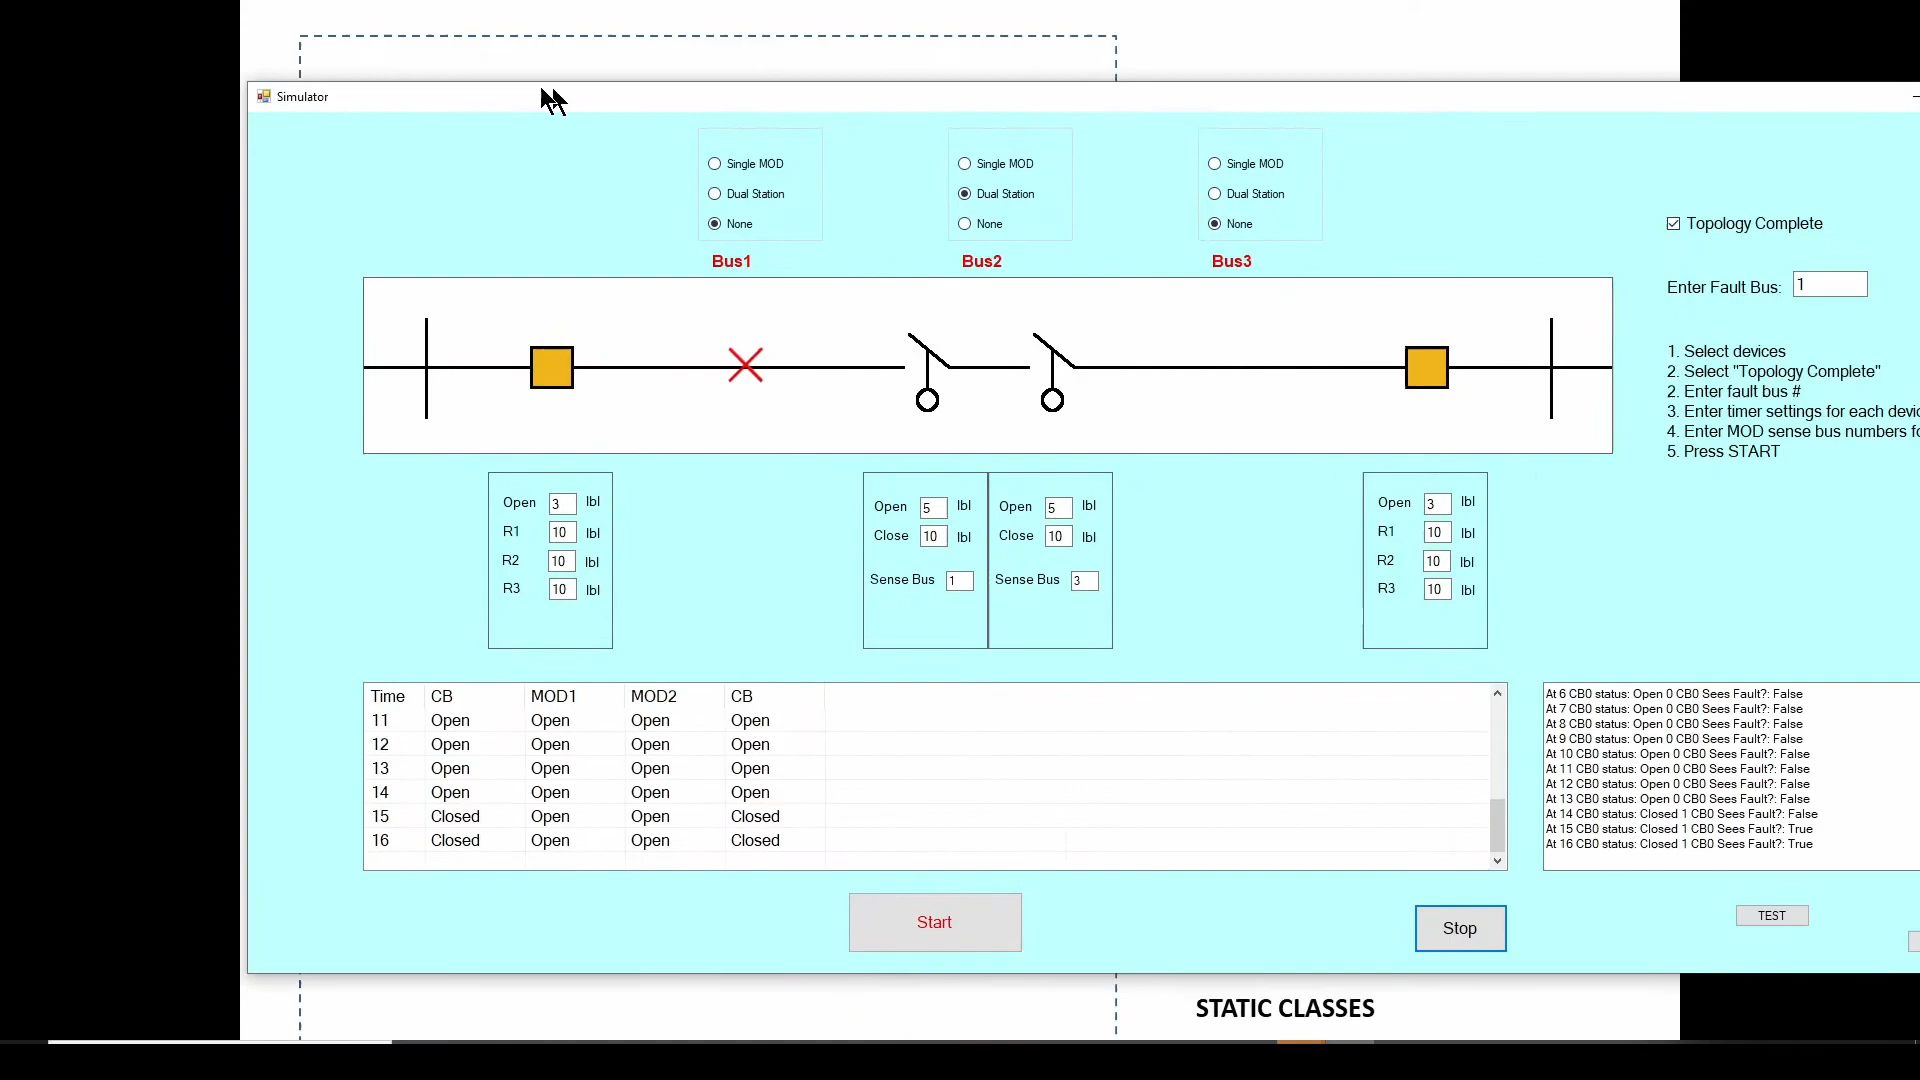 Simulator
Single MOD
Dual Station
None
Bus1
Single MOD
Dual Station
None
Bus2
Single MOD
Dual Station
None
Bus3
Topology Complete
Enter Fault Bus: 1
1. Select devices
2. Select "Topology Complete"
2. Enter fault bus #
3. Enter timer settings for each
4. Enter MOD sense bus numbers
5. Press START
Open 3 lbl
R1 10 lbl
R2 10 lbl
R3 10 lbl
Open 5 lbl
Close 10 lbl
Sense Bus 1
Open 5 lbl
Close 10 lbl
Sense Bus 3
Open 3 lbl
R1 10 lbl
R2 10 lbl
R3 10 lbl
Time CB MOD1 MOD2 CB
11 Open Open Open Open
12 Open Open Open Open
13 Open Open Open Open
14 Open Open Open Open
15 Closed Open Open Closed
16 Closed Open Open Closed
At 6 CB0 status: Open 0 CB0 Sees Fault?: False
At 7 CB0 status: Open 0 CB0 Sees Fault?: False
At 8 CB0 status: Open 0 CB0 Sees Fault?: False
At 9 CB0 status: Open 0 CB0 Sees Fault?: False
At 10 CB0 status: Open 0 CB0 Sees Fault?: False
At 11 CB0 status: Open 0 CB0 Sees Fault?: False
At 12 CB0 status: Open 0 CB0 Sees Fault?: False
At 13 CB0 status: Open 0 CB0 Sees Fault?: False
At 14 CB0 status: Closed 1 CB0 Sees Fault?: False
At 15 CB0 status: Closed 1 CB0 Sees Fault?: True
At 16 CB0 status: Closed 1 CB0 Sees Fault?: True
Start
Stop
TEST
STATIC CLASSES